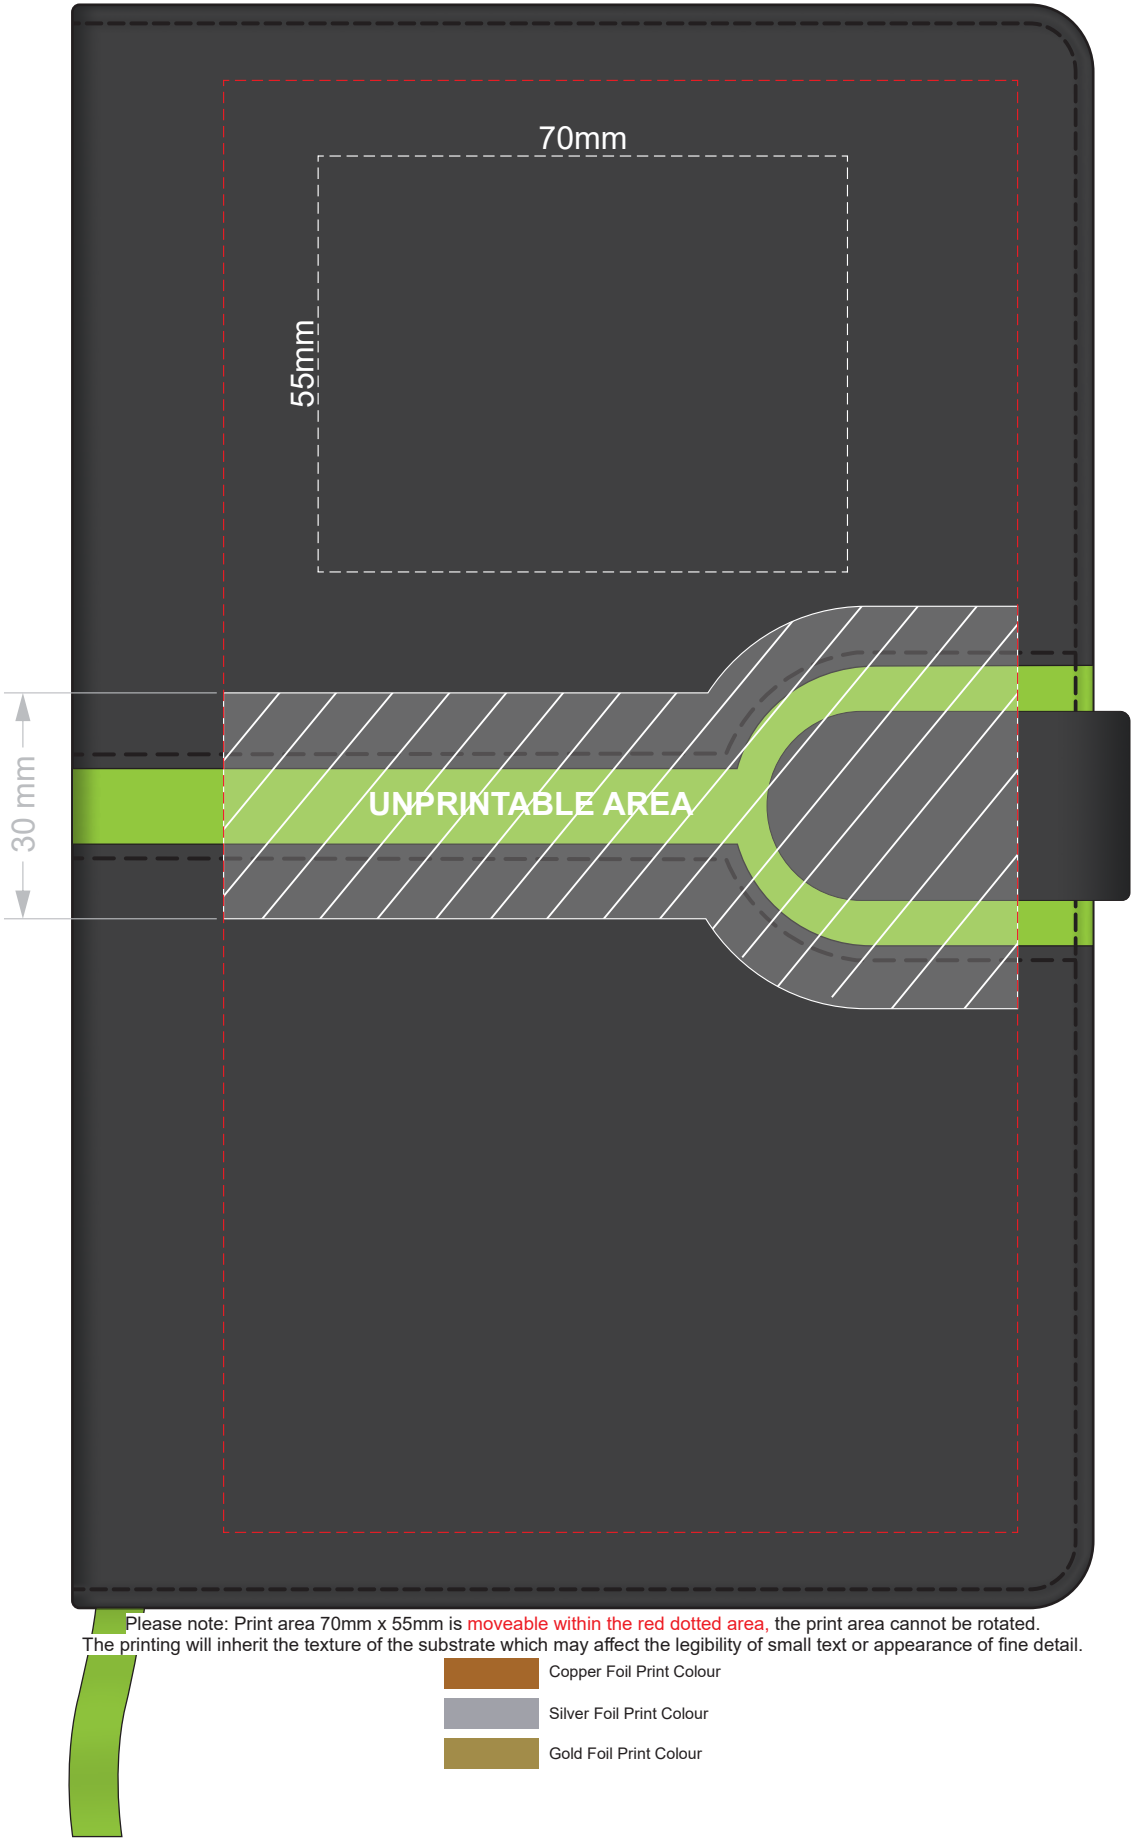 70mm
55mm
30 mm
UNPRINTABLE AREA
Please note: Print area 70mm x 55mm is moveable within the red dotted area, the print area cannot be rotated.
The printing will inherit the texture of the substrate which may affect the legibility of small text or appearance of fine detail.
Copper Foil Print Colour
Silver Foil Print Colour
Gold Foil Print Colour